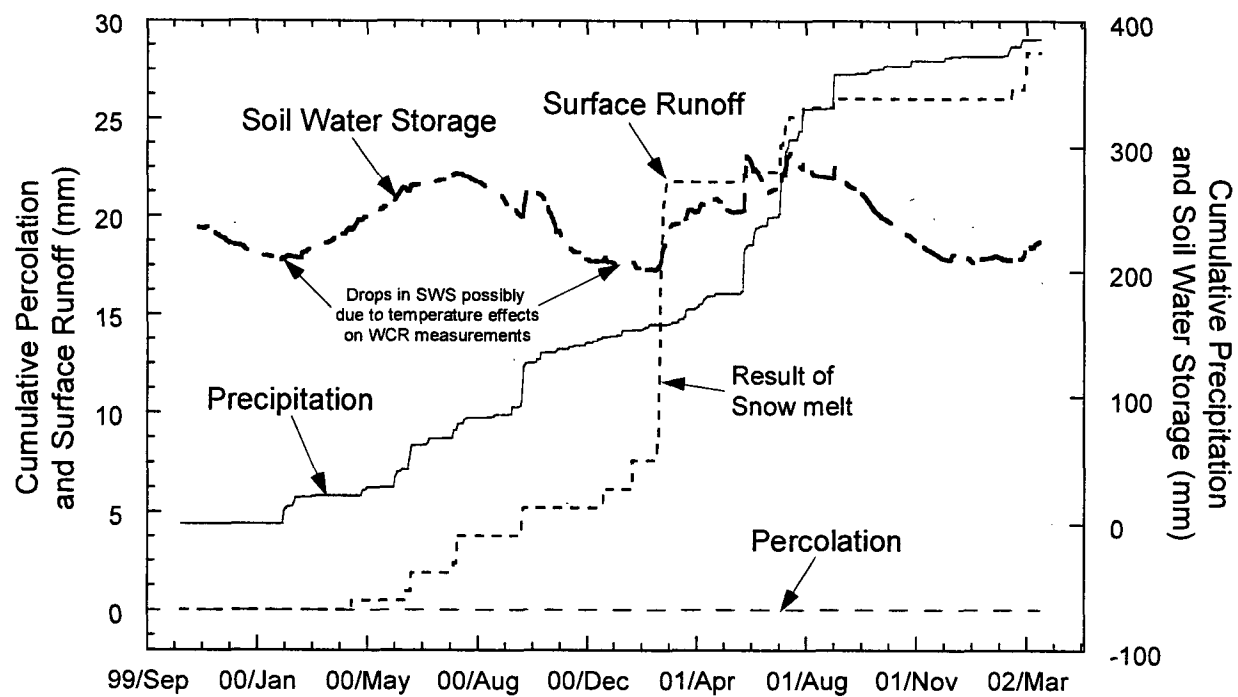 30
25
20
15
10
5
0
Cumulative Percolation
and Surface Runoff (mm)
400
300
200
100
0
-100
Cumulative Precipitation
and Soil Water Storage (mm)
Soil Water Storage
Surface Runoff
Drops in SWS possibly
due to temperature effects
on WCR measurements
Precipitation
Result of
Snow melt
Percolation
99/Sep 00/Jan 00/May 00/Aug 00/Dec 01/Apr 01/Aug 01/Nov 02/Mar